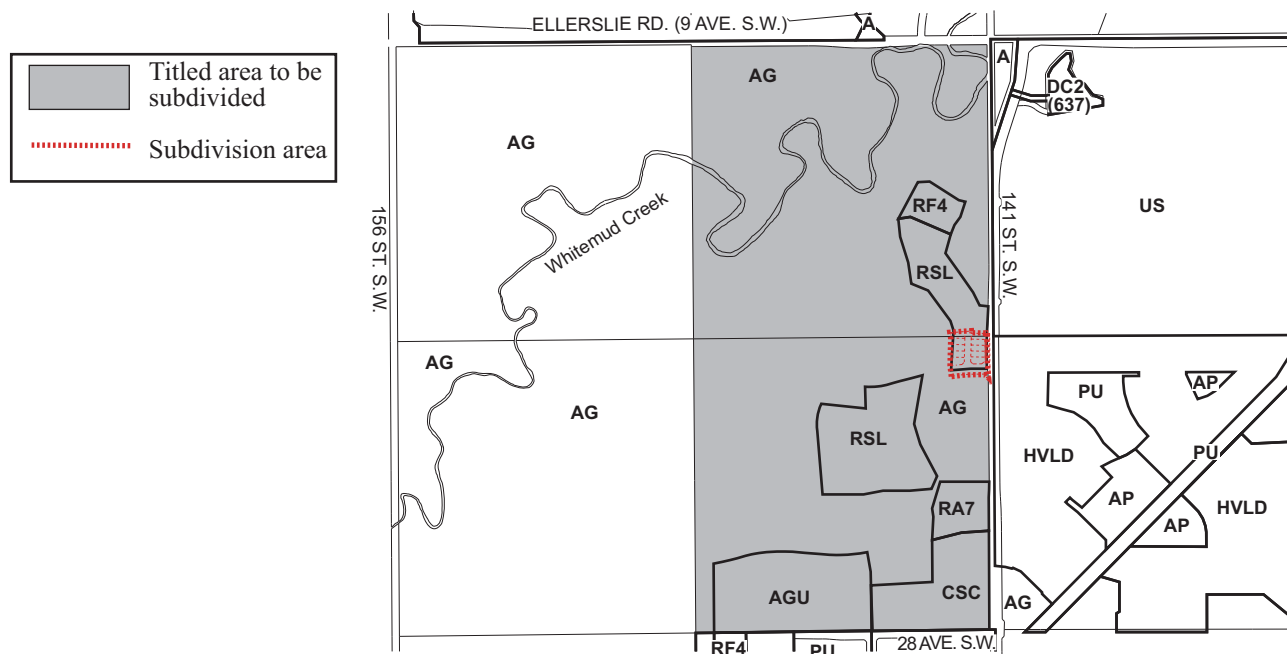 ELLERSLIE RD. (9 AVE. S.W.)
A
Titled area to be
subdivided
Subdivision area
AG
A
DC2
(637)
AG
156 ST. S.W.
Whitemud Creek
RF4
141 ST. S.W.
US
RSL
AG
AG
AG
PU
AP
RSL
HVLD
PU
AP
HVLD
RA7
AP
AGU
CSC
AG
RF4
PU
28 AVE. S.W.